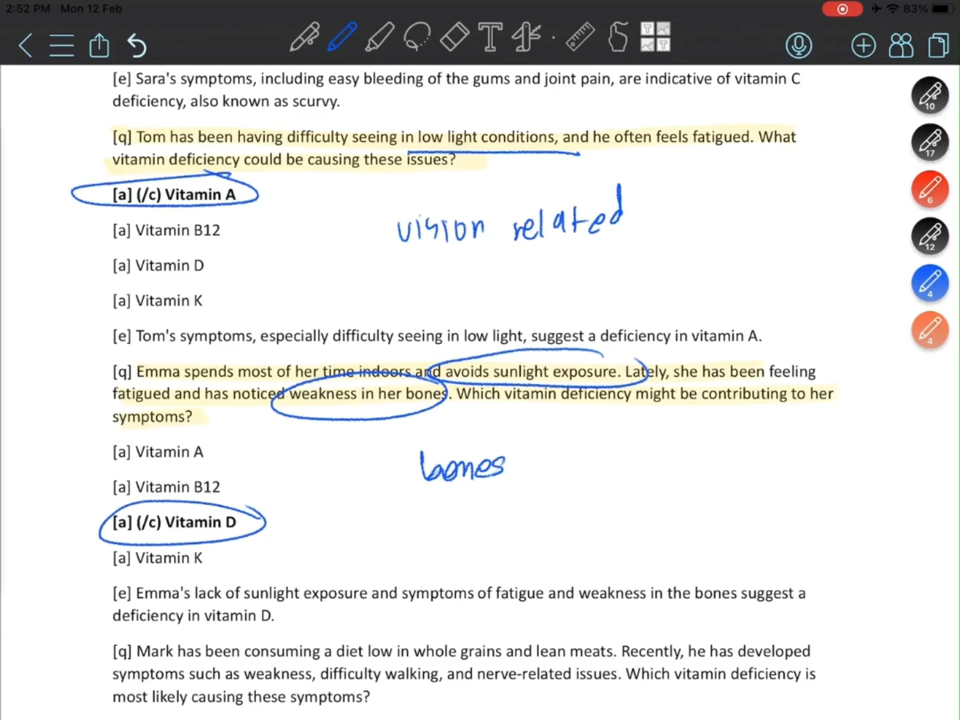 2:52 PM Mon 12 Feb
83%
T
[e] Sara's symptoms, including easy bleeding of the gums and joint pain, are indicative of vitamin C
deficiency, also known as scurvy.
10
[q] Tom has been having difficulty seeing in low light conditions, and he often feels fatigued. What
vitamin deficiency could be causing these issues?
17
[a] (/c) Vitamin A
6
[a] Vitamin B12
vision related
12
[a] Vitamin D
[a] Vitamin K
4
[e] Tom's symptoms, especially difficulty seeing in low light, suggest a deficiency in vitamin A.
4
[q] Emma spends most of her time indoors and avoids sunlight exposure. Lately, she has been feeling
fatigued and has noticed weakness in her bones. Which vitamin deficiency might be contributing to her
symptoms?
[a] Vitamin A
bones
[a] Vitamin B12
[a] (/c) Vitamin D
[a] Vitamin K
[e] Emma's lack of sunlight exposure and symptoms of fatigue and weakness in the bones suggest a
deficiency in vitamin D.
[q] Mark has been consuming a diet low in whole grains and lean meats. Recently, he has developed
symptoms such as weakness, difficulty walking, and nerve-related issues. Which vitamin deficiency is
most likely causing these symptoms?